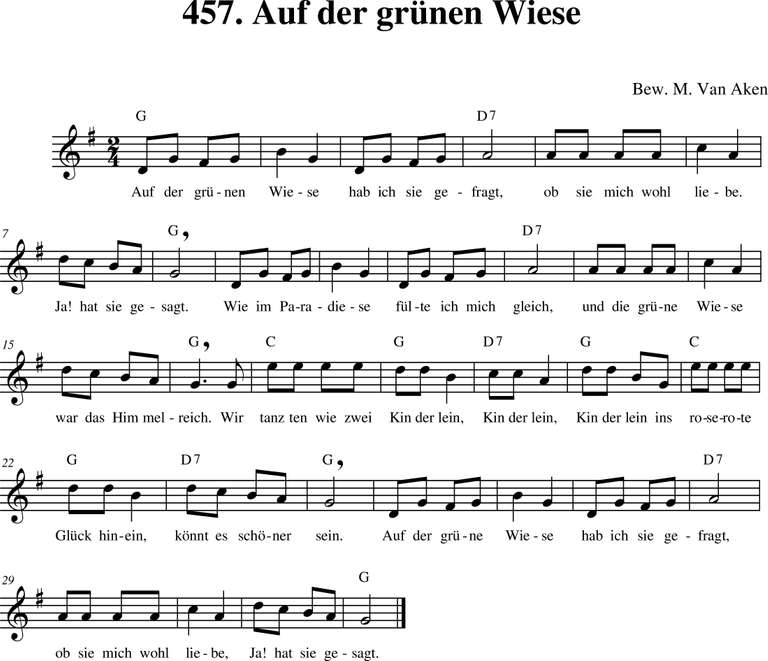 457. Auf der grünen Wiese
Bew. M. Van Aken
G D7
2
4
Auf der grü - nen Wie - se hab ich sie ge - fragt, ob sie mich wohl lie - be.
7 G D7
Ja! hat sie ge - sagt. Wie im Pa-ra - die - se fül-te ich mich gleich, und die grü-ne Wie - se
15 G C G D7 G C
war das Him mel - reich. Wir tanz ten wie zwei Kin der lein, Kin der lein, Kin der lein ins ro-se-ro-te
22 G D7 G D7
Glück hin-ein, könnt es schö-ner sein. Auf der grü-ne Wie - se hab ich sie ge - fragt,
29 G
ob sie mich wohl lie-be, Ja! hat sie ge-sagt.